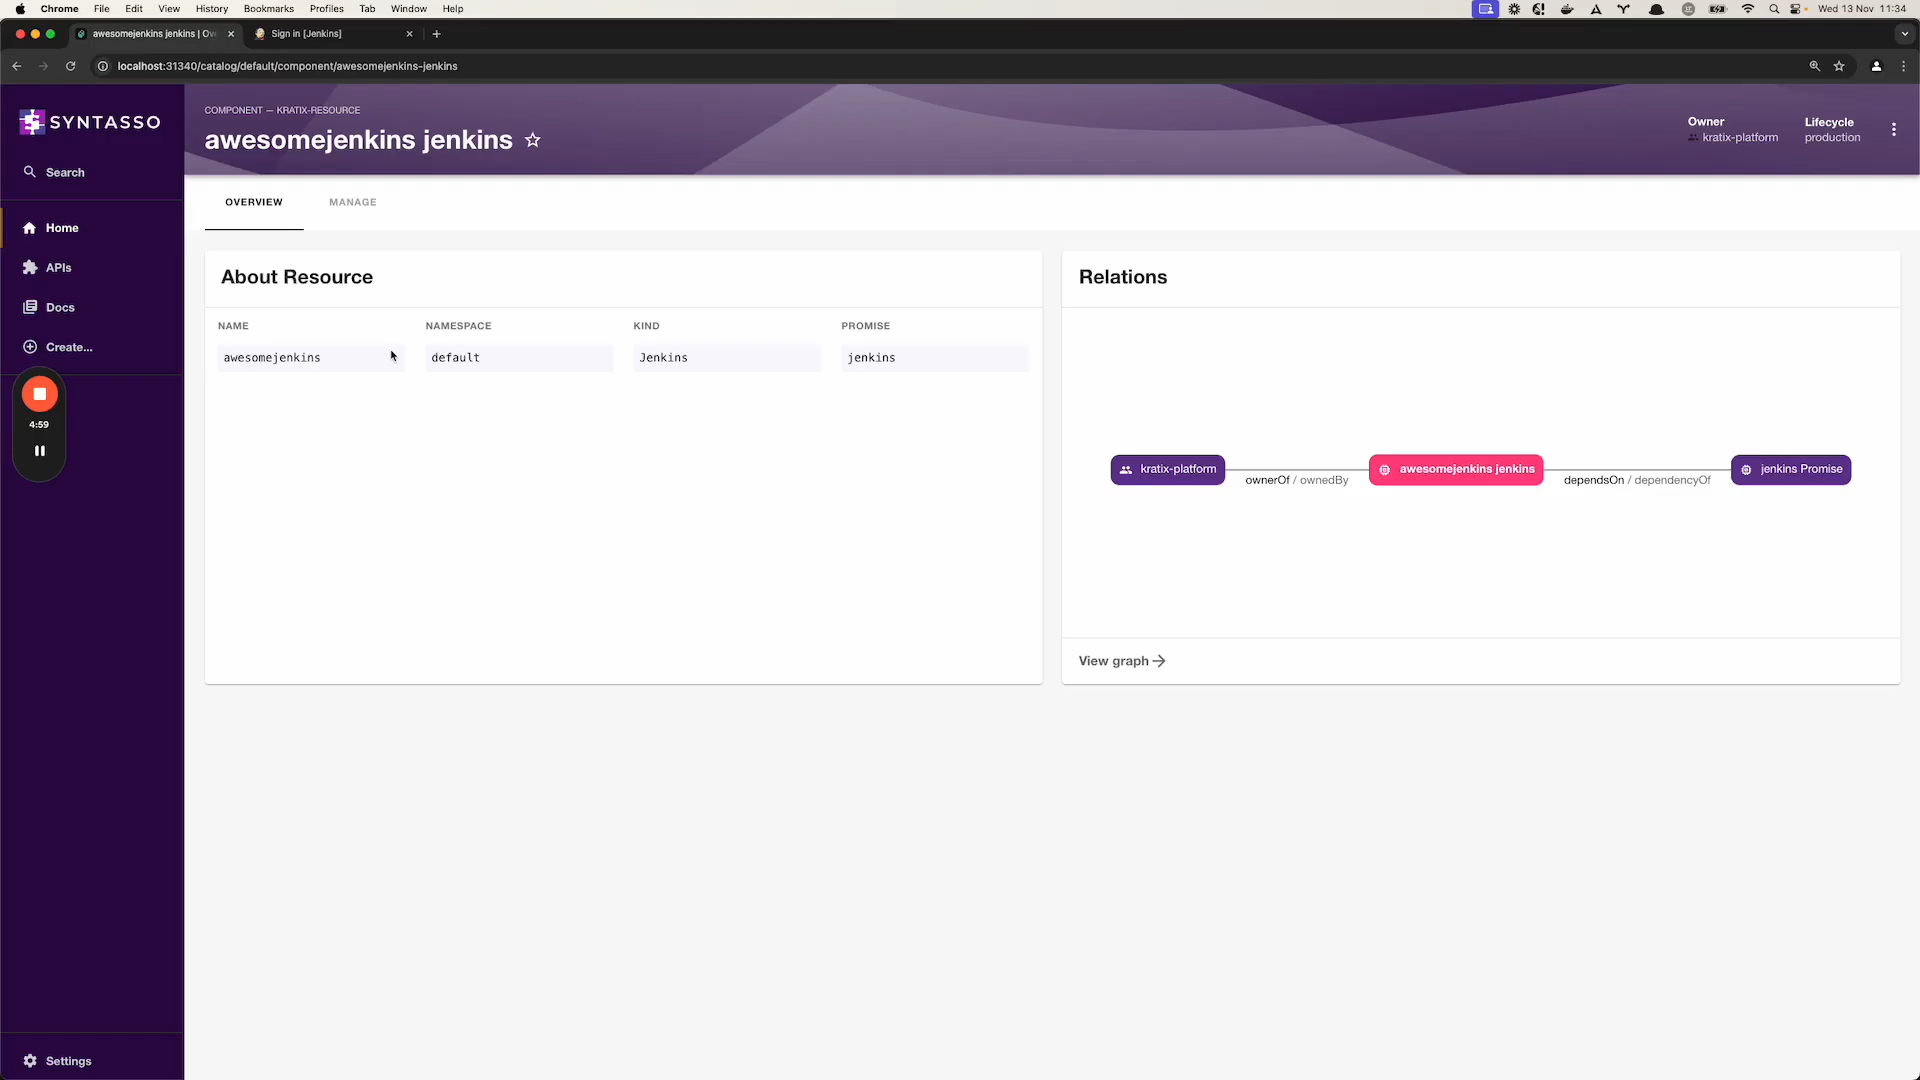 Chrome File Edit View History Bookmarks Profiles Tab Window Help Wed 13 Nov 11:34
awesomejenkins jenkins | Ov Sign in [Jenkins]
localhost:31340/catalog/default/component/awesomejenkins-jenkins
SYNTASSO
Search
Home
APIs
Docs
Create...
4:59
Settings
COMPONENT — KRATIX-RESOURCE
awesomejenkins jenkins
Owner
kratix-platform
Lifecycle
production
OVERVIEW MANAGE
About Resource
NAME NAMESPACE KIND PROMISE
awesomejenkins default Jenkins jenkins
Relations
kratix-platform awesomejenkins jenkins jenkins Promise
ownerOf / ownedBy dependsOn / dependencyOf
View graph